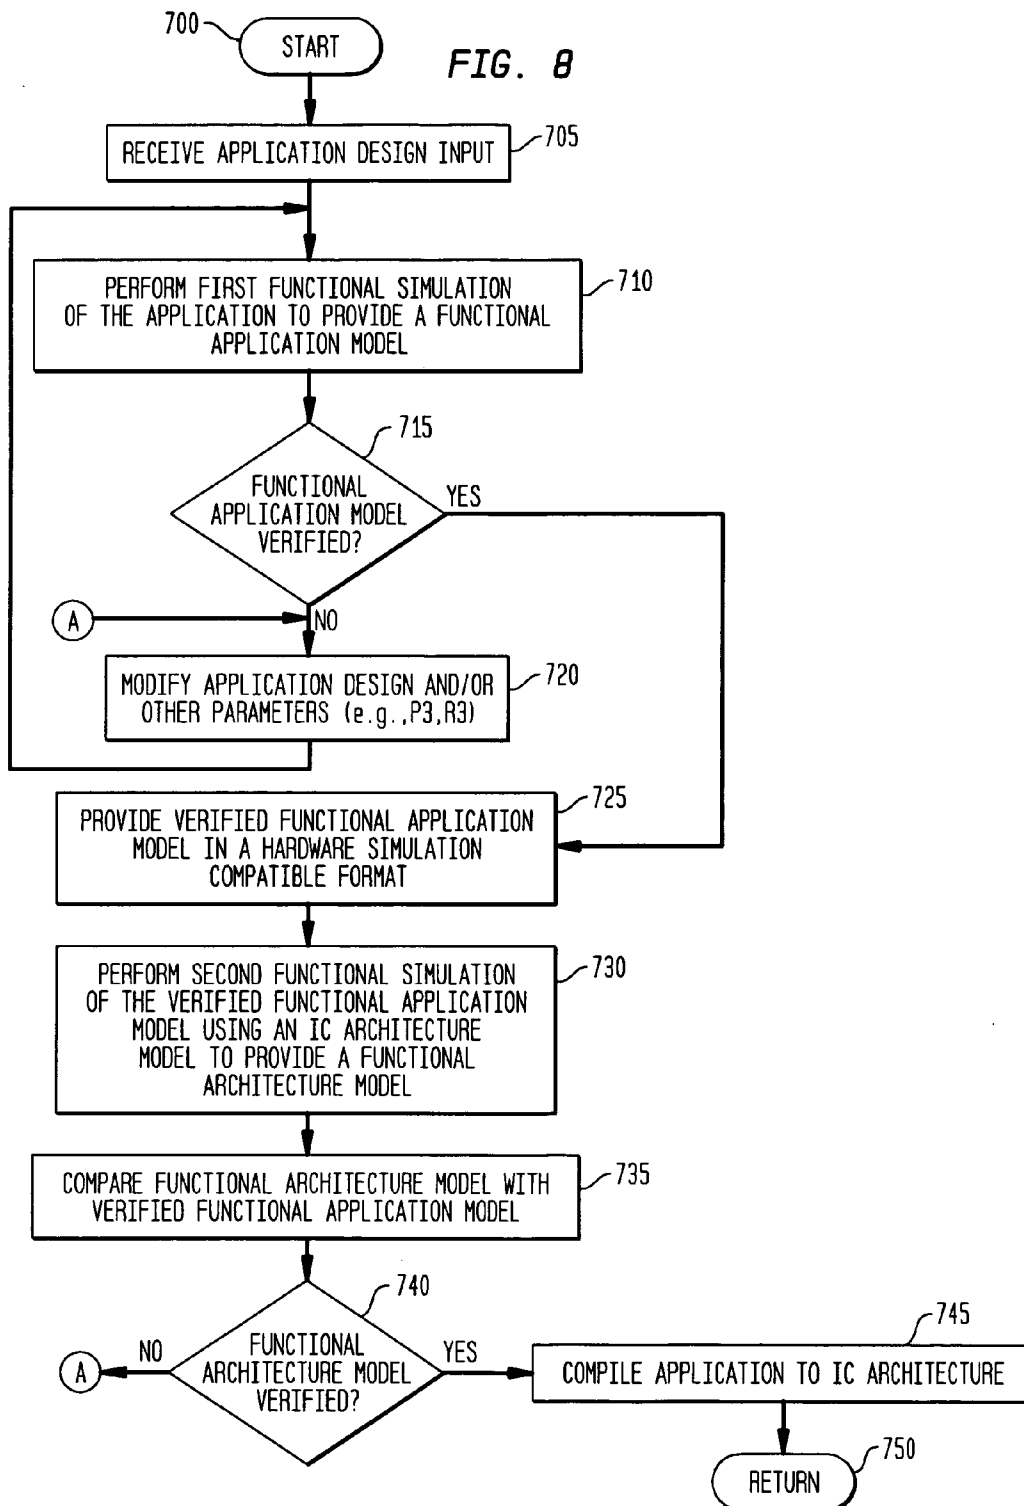 700
START
FIG. 8
705
RECEIVE APPLICATION DESIGN INPUT
710
PERFORM FIRST FUNCTIONAL SIMULATION
OF THE APPLICATION TO PROVIDE A FUNCTIONAL
APPLICATION MODEL
715
FUNCTIONAL
APPLICATION MODEL
VERIFIED?
YES
A
NO
720
MODIFY APPLICATION DESIGN AND/OR
OTHER PARAMETERS (e.g.,P3,R3)
725
PROVIDE VERIFIED FUNCTIONAL APPLICATION
MODEL IN A HARDWARE SIMULATION
COMPATIBLE FORMAT
730
PERFORM SECOND FUNCTIONAL SIMULATION
OF THE VERIFIED FUNCTIONAL APPLICATION
MODEL USING AN IC ARCHITECTURE
MODEL TO PROVIDE A FUNCTIONAL
ARCHITECTURE MODEL
735
COMPARE FUNCTIONAL ARCHITECTURE MODEL WITH
VERIFIED FUNCTIONAL APPLICATION MODEL
740
FUNCTIONAL
ARCHITECTURE MODEL
VERIFIED?
NO
A
YES
745
COMPILE APPLICATION TO IC ARCHITECTURE
750
RETURN